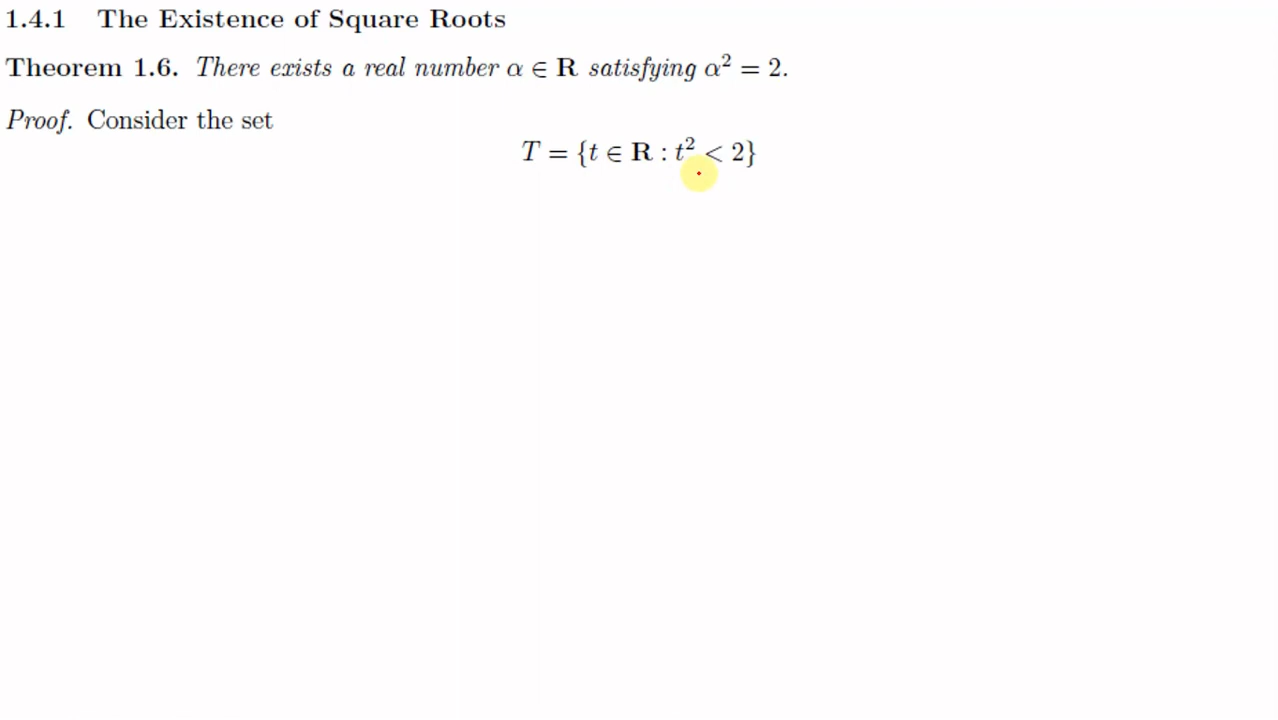 1.4.1 The Existence of Square Roots
Theorem 1.6. There exists a real number α ∈ R satisfying α² = 2.
Proof. Consider the set
T = {t ∈ R : t² < 2}